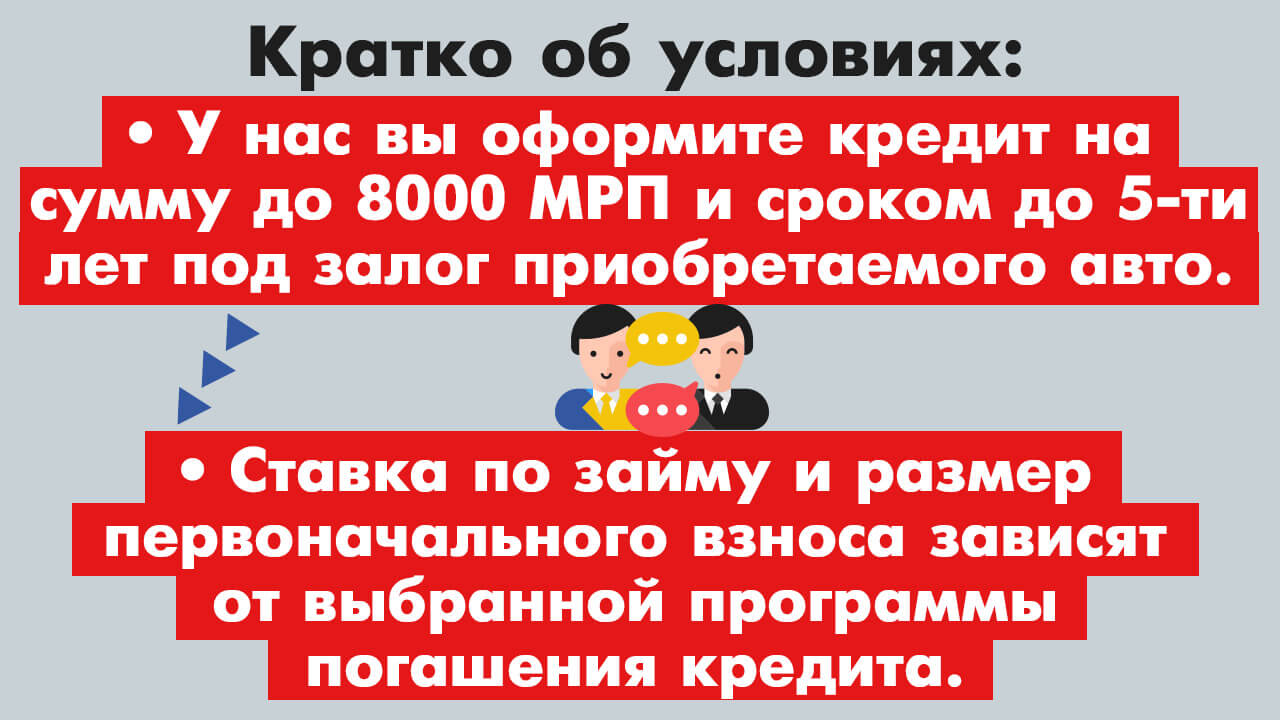 Кратко об условиях:
• У нас вы оформите кредит на
сумму до 8000 МРП и сроком до 5-ти
лет под залог приобретаемого авто.
• Ставка по займу и размер
первоначального взноса зависят
от выбранной программы
погашения кредита.